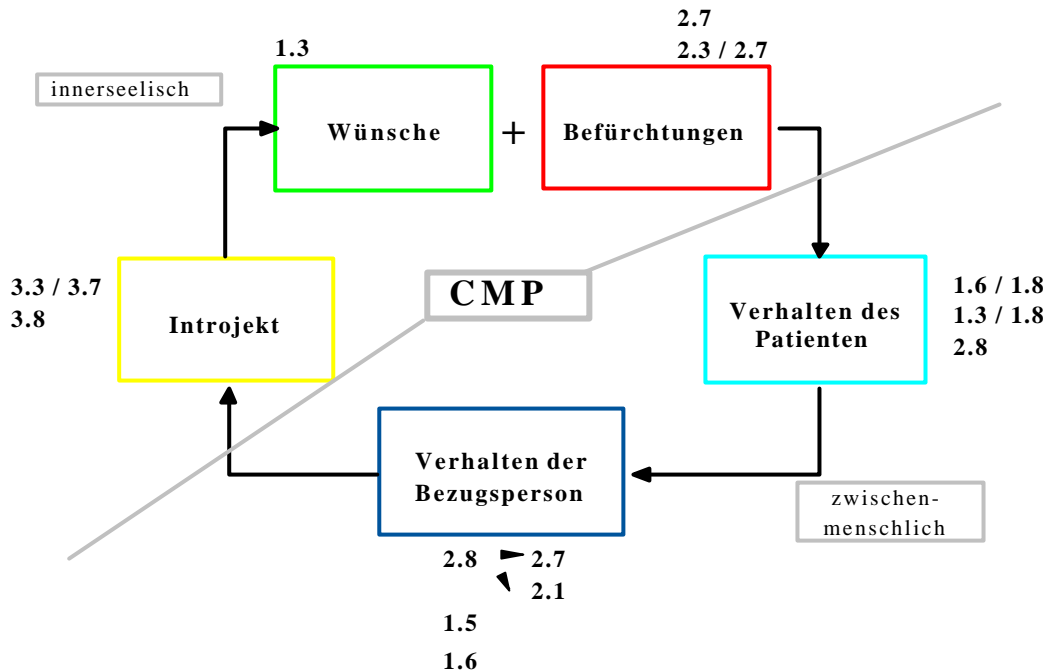 2.7
1.3
2.3 / 2.7
innerseelisch
Wünsche
+
Befürchtungen
3.3 / 3.7
3.8
Introjekt
CMP
Verhalten des
Patienten
1.6 / 1.8
1.3 / 1.8
2.8
Verhalten der
Bezugsperson
zwischen-
menschlich
2.8 2.7
2.1
1.5
1.6